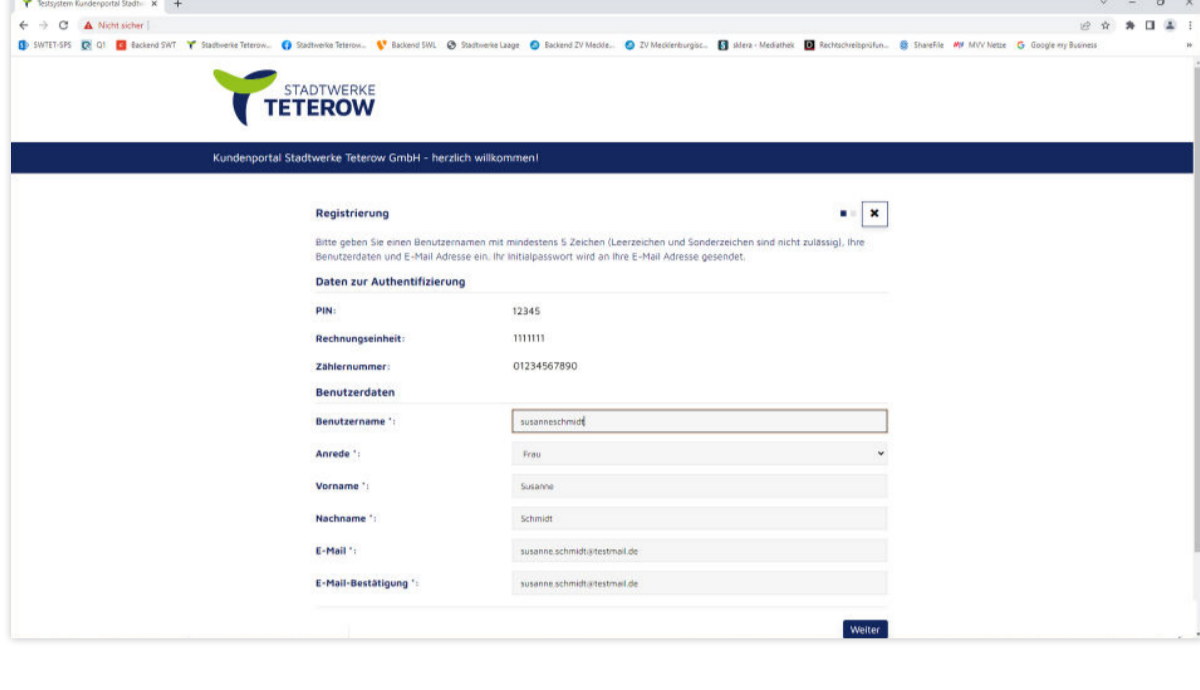 Testsystem Kundenportal Stadtw
Nicht sicher
SWTET-SPS Q1 Backend SWT Stadtwerke Teterow... Stadtwerke Teterow... Backend SWL Stadtwerke Laage Backend ZV Meckle... ZV Mecklenburgisc... sklera - Mediathek Rechtschreibprüfun... ShareFile MVV Netze Google my Business
STADTWERKE
TETEROW
Kundenportal Stadtwerke Teterow GmbH - herzlich willkommen!
Registrierung
Bitte geben Sie einen Benutzernamen mit mindestens 5 Zeichen (Leerzeichen und Sonderzeichen sind nicht zulässig), Ihre
Benutzerdaten und E-Mail Adresse ein. Ihr Initialpasswort wird an Ihre E-Mail Adresse gesendet.
Daten zur Authentifizierung
PIN: 12345
Rechnungseinheit: 1111111
Zählernummer: 01234567890
Benutzerdaten
Benutzername *: susanneschmidt
Anrede *: Frau
Vorname *: Susanne
Nachname *: Schmidt
E-Mail *: susanne.schmidt@testmail.de
E-Mail-Bestätigung *: susanne.schmidt@testmail.de
Weiter